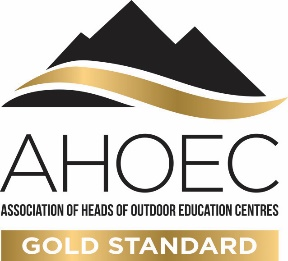 AHOEC
ASSOCIATION OF HEADS OF OUTDOOR EDUCATION CENTRES
GOLD STANDARD